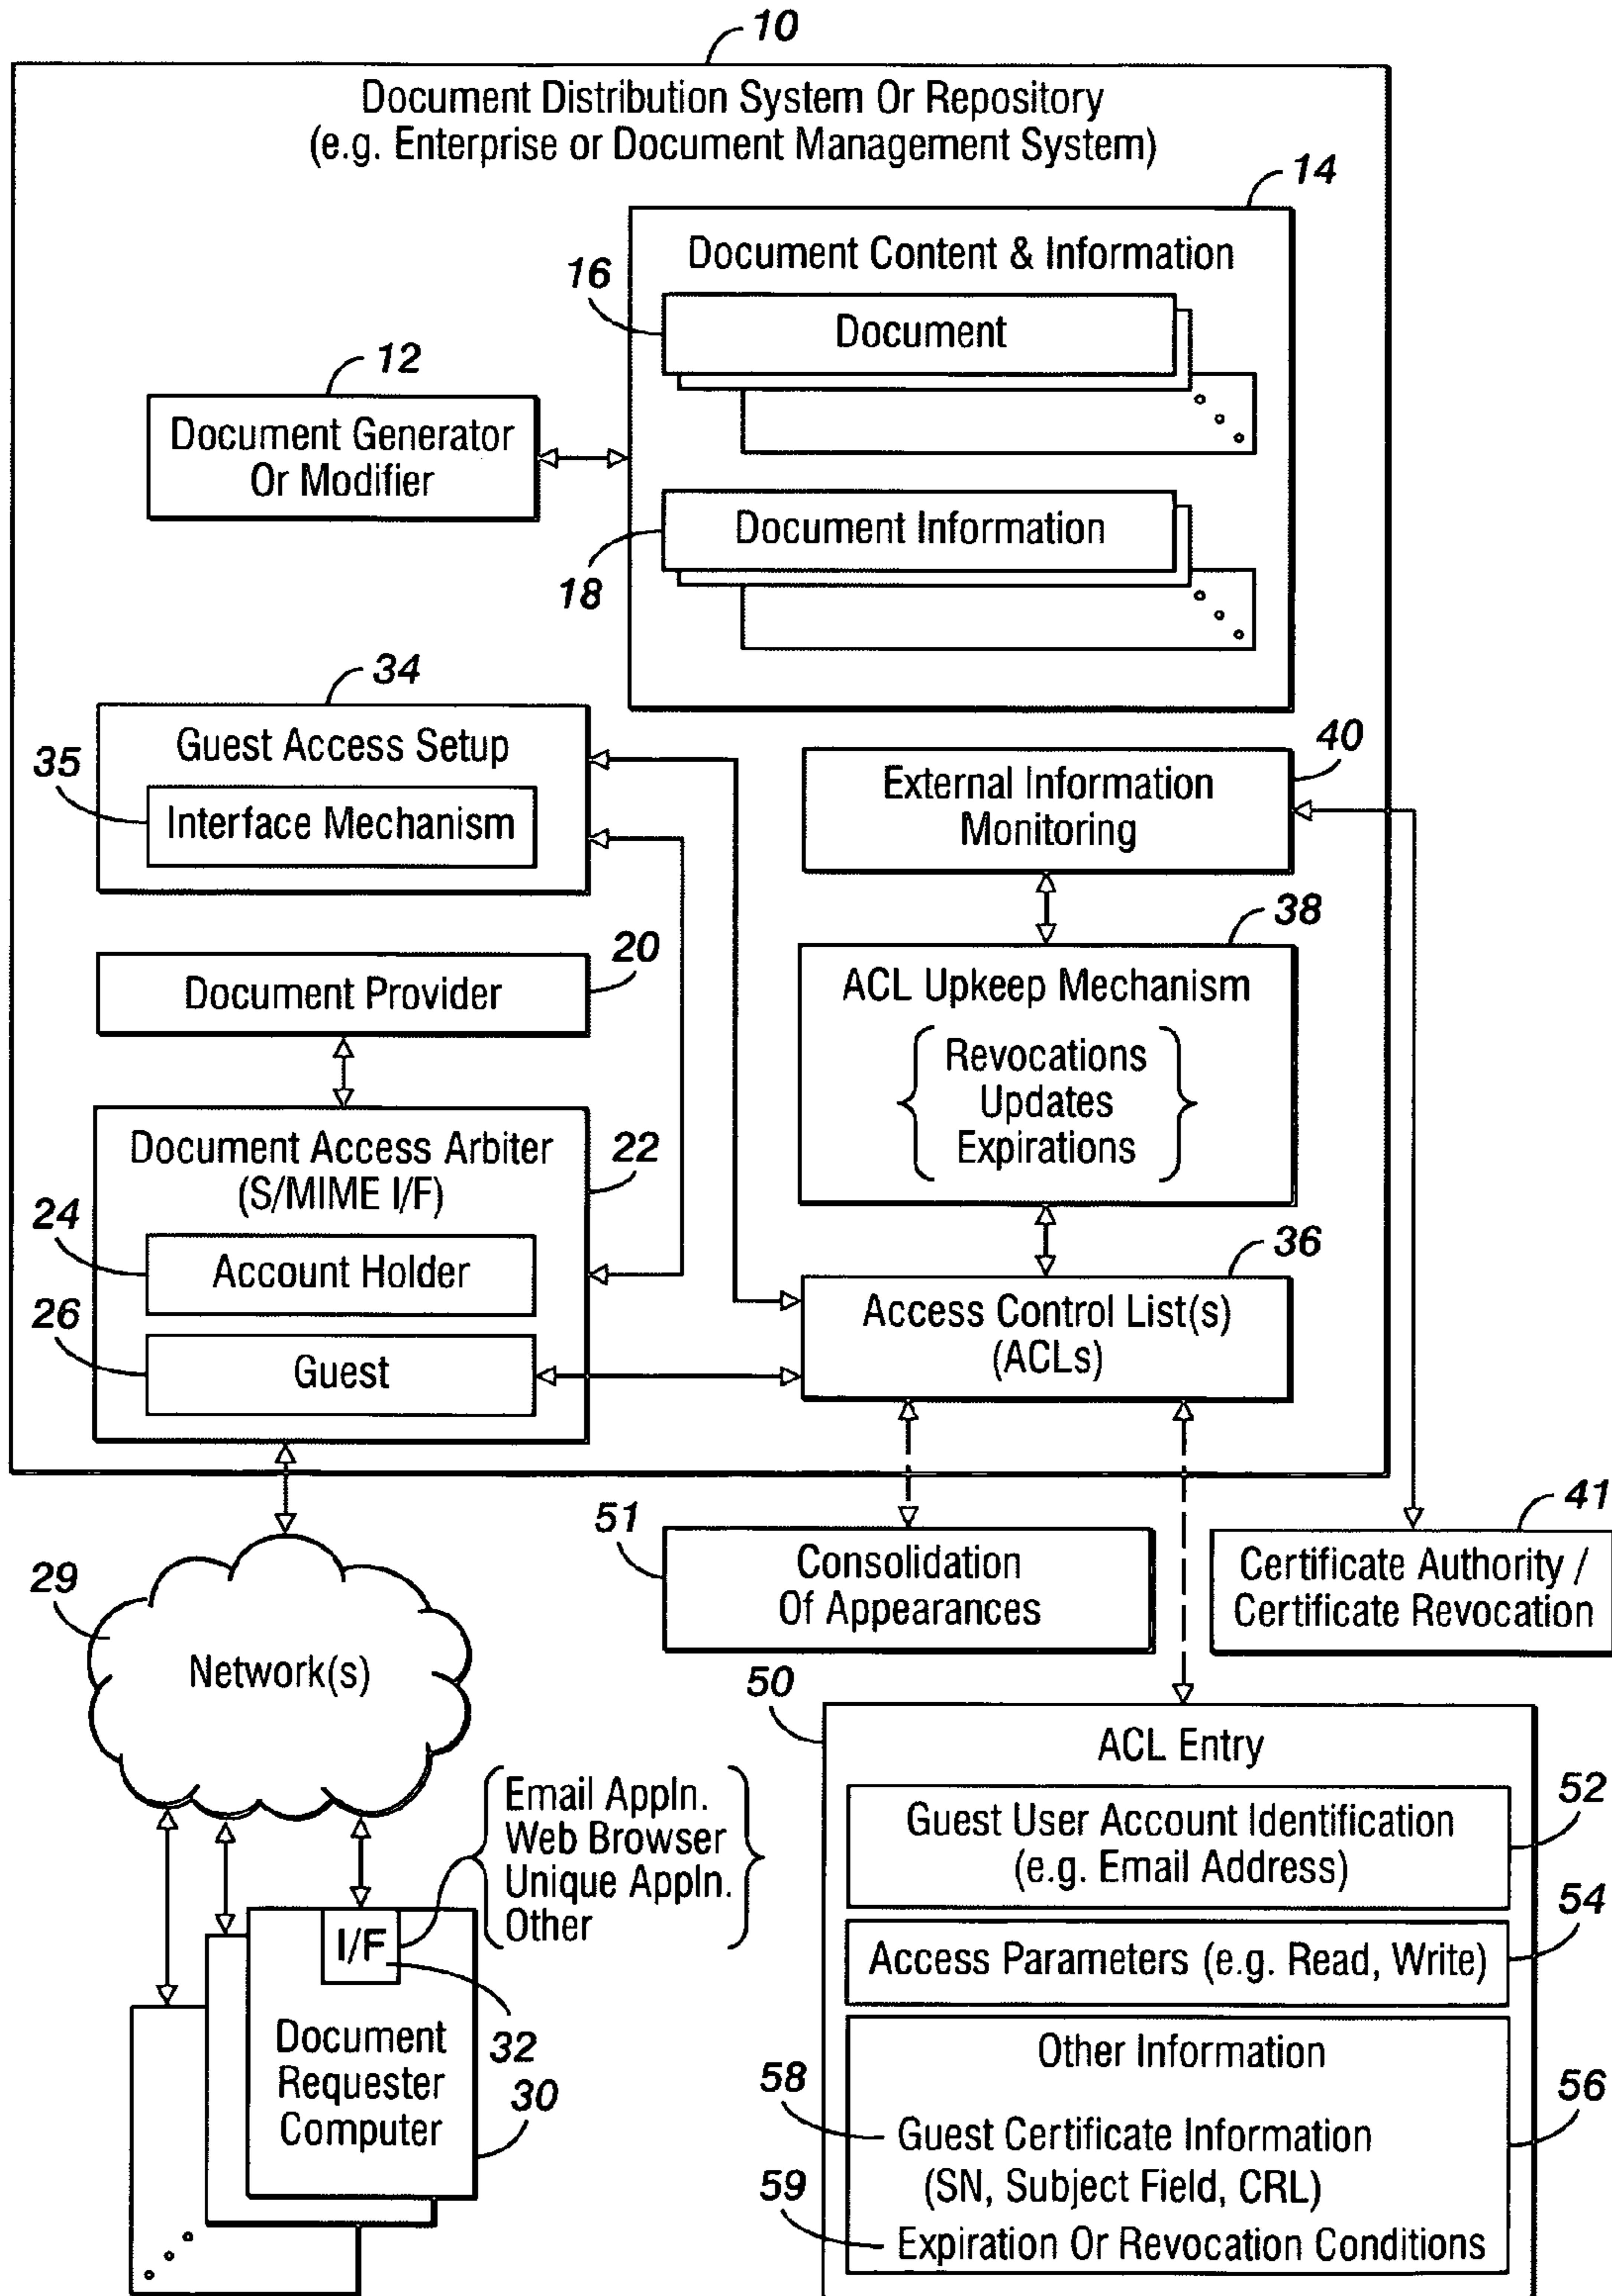 10
Document Distribution System Or Repository
(e.g. Enterprise or Document Management System)
14
Document Content & Information
16
Document
12
Document Generator
Or Modifier
Document Information
18
34
Guest Access Setup
35
Interface Mechanism
40
External Information
Monitoring
20
Document Provider
38
ACL Upkeep Mechanism
Revocations
Updates
Expirations
Document Access Arbiter
(S/MIME I/F)
22
24
Account Holder
26
Guest
36
Access Control List(s)
(ACLs)
51
Consolidation
Of Appearances
41
Certificate Authority /
Certificate Revocation
29
Network(s)
Email Appln.
Web Browser
Unique Appln.
Other
I/F
32
Document
Requester
Computer
30
50
ACL Entry
52
Guest User Account Identification
(e.g. Email Address)
54
Access Parameters (e.g. Read, Write)
56
Other Information
58
Guest Certificate Information
(SN, Subject Field, CRL)
59
Expiration Or Revocation Conditions